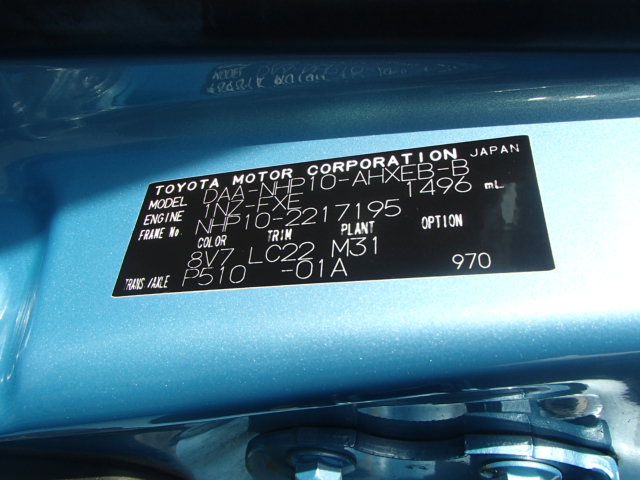 TOYOTA MOTOR CORPORATION JAPAN
MODEL DAA-NHP10-AHXEB-B
ENGINE 1NZ-FXE 1496 mL
FRAME No NHP10-2217195
COLOR TRIM PLANT OPTION
8V7 LC22 M31
TRANS/AXLE P510 -01A 970